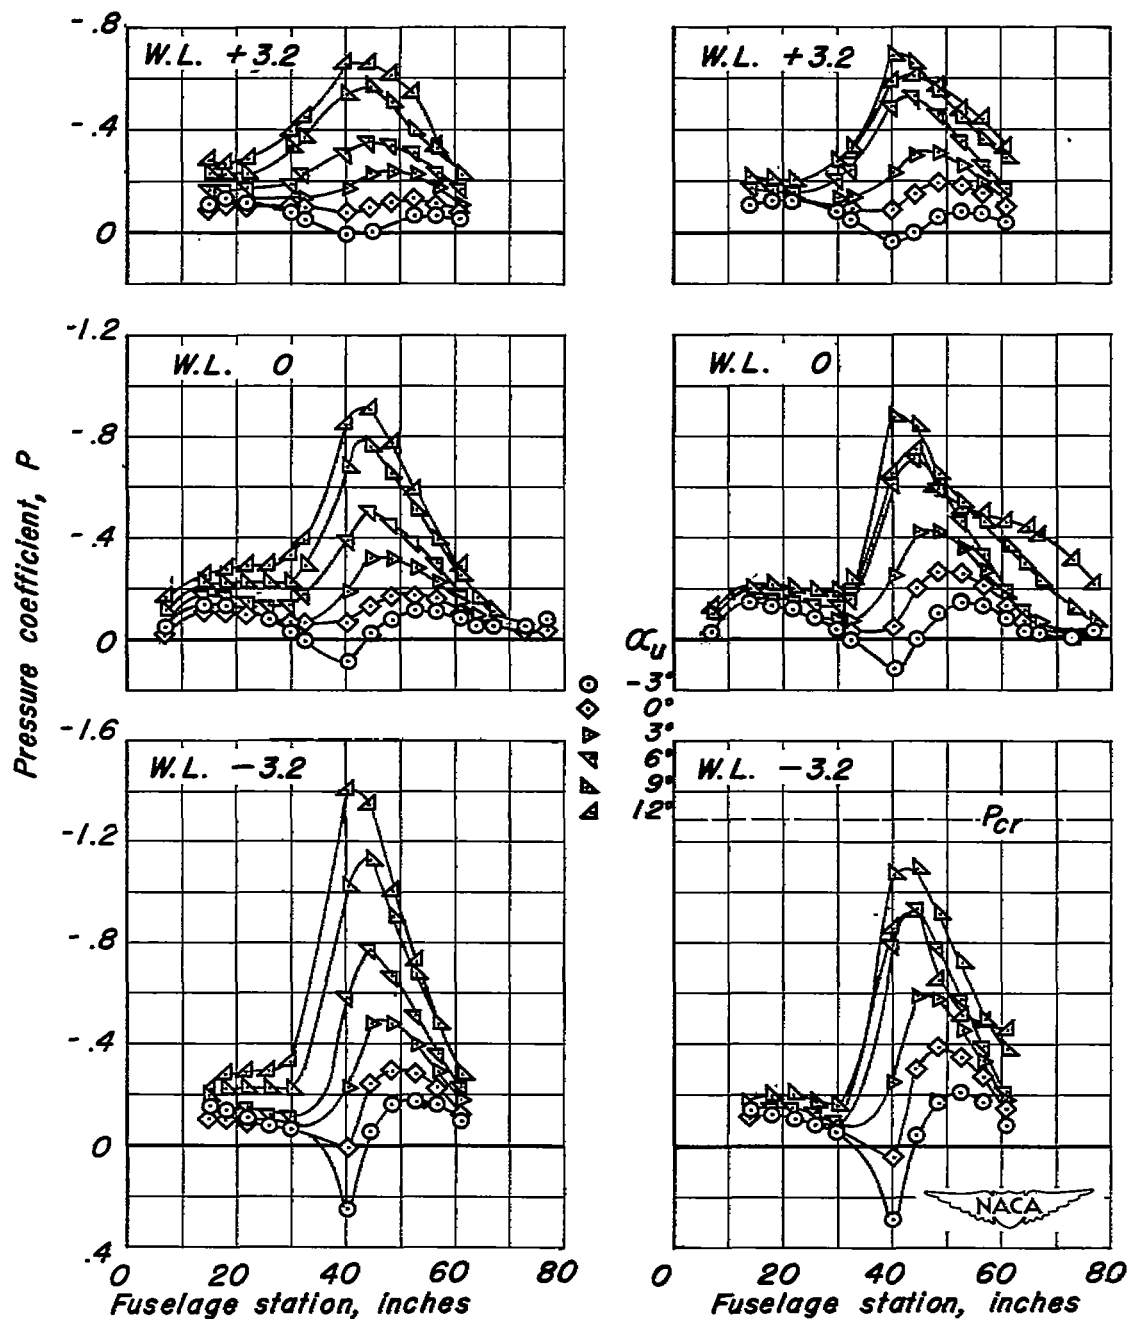 -.8
W.L. +3.2
-.4
0
W.L. +3.2
-1.2
W.L. 0
-.8
-.4
0
W.L. 0
Pressure coefficient, P
αu
-3°
0°
3°
6°
9°
12°
-1.6
W.L. -3.2
-1.2
-.8
-.4
0
.4
W.L. -3.2
Pcr
NACA
0 20 40 60 80
Fuselage station, inches
0 20 40 60 80
Fuselage station, inches